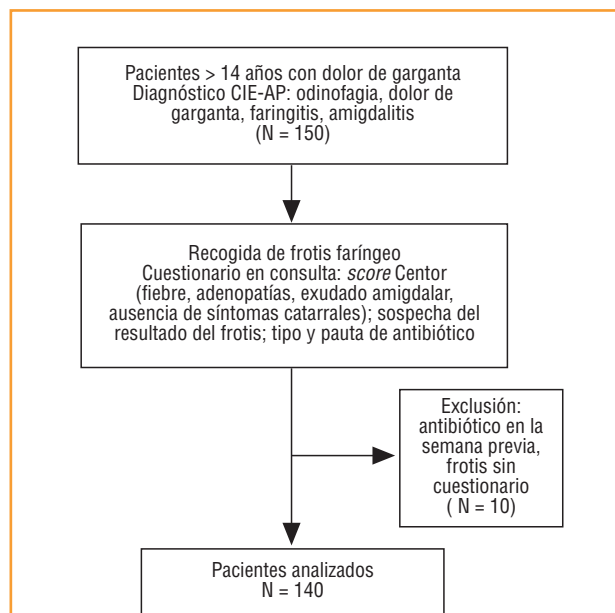 Pacientes > 14 años con dolor de garganta
Diagnóstico CIE-AP: odinofagia, dolor de
garganta, faringitis, amigdalitis
(N = 150)
Recogida de frotis faríngeo
Cuestionario en consulta: score Centor
(fiebre, adenopatías, exudado amigdalar,
ausencia de síntomas catarrales); sospecha del
resultado del frotis; tipo y pauta de antibiótico
Exclusión:
antibiótico en la
semana previa,
frotis sin
cuestionario
( N = 10)
Pacientes analizados
N = 140